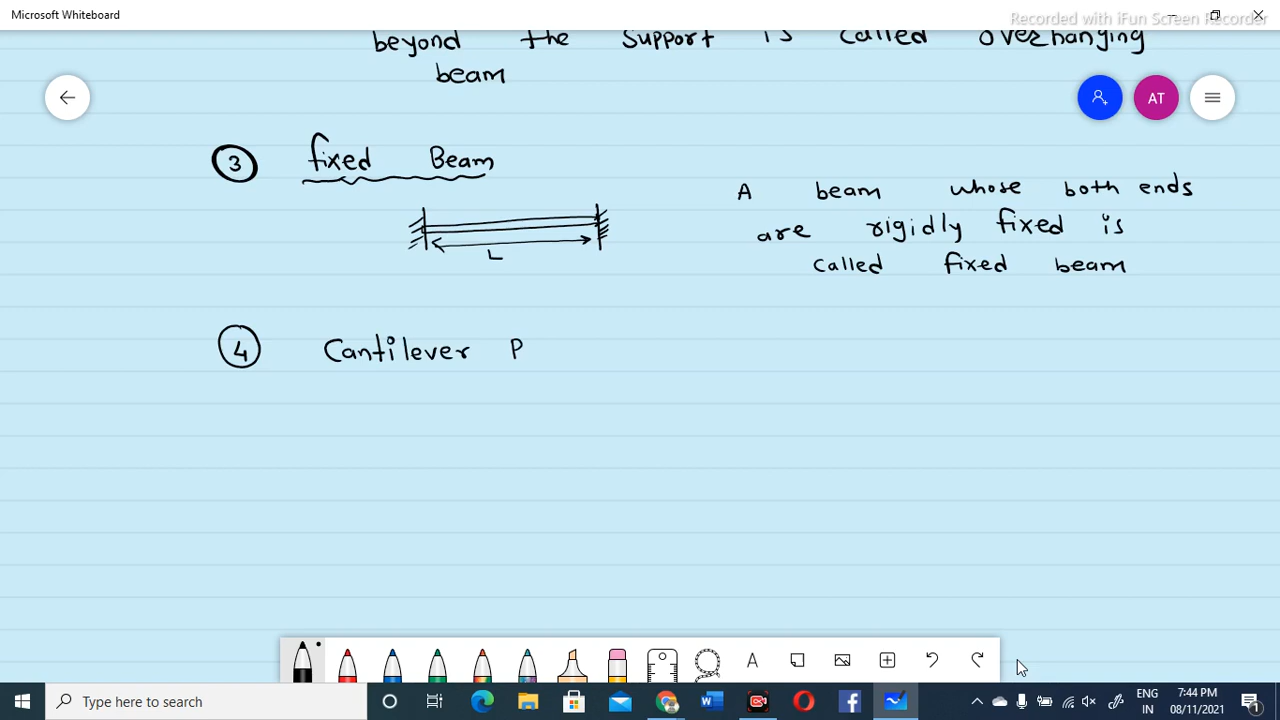 Microsoft Whiteboard
Recorded with iFun Screen Recorder
beyond the support is called overhanging
beam
AT
3 fixed Beam
L
A beam whose both ends
are rigidly fixed is
called fixed beam
4 Cantilever P
A
Type here to search
ENG
IN
7:44 PM
08/11/2021
1